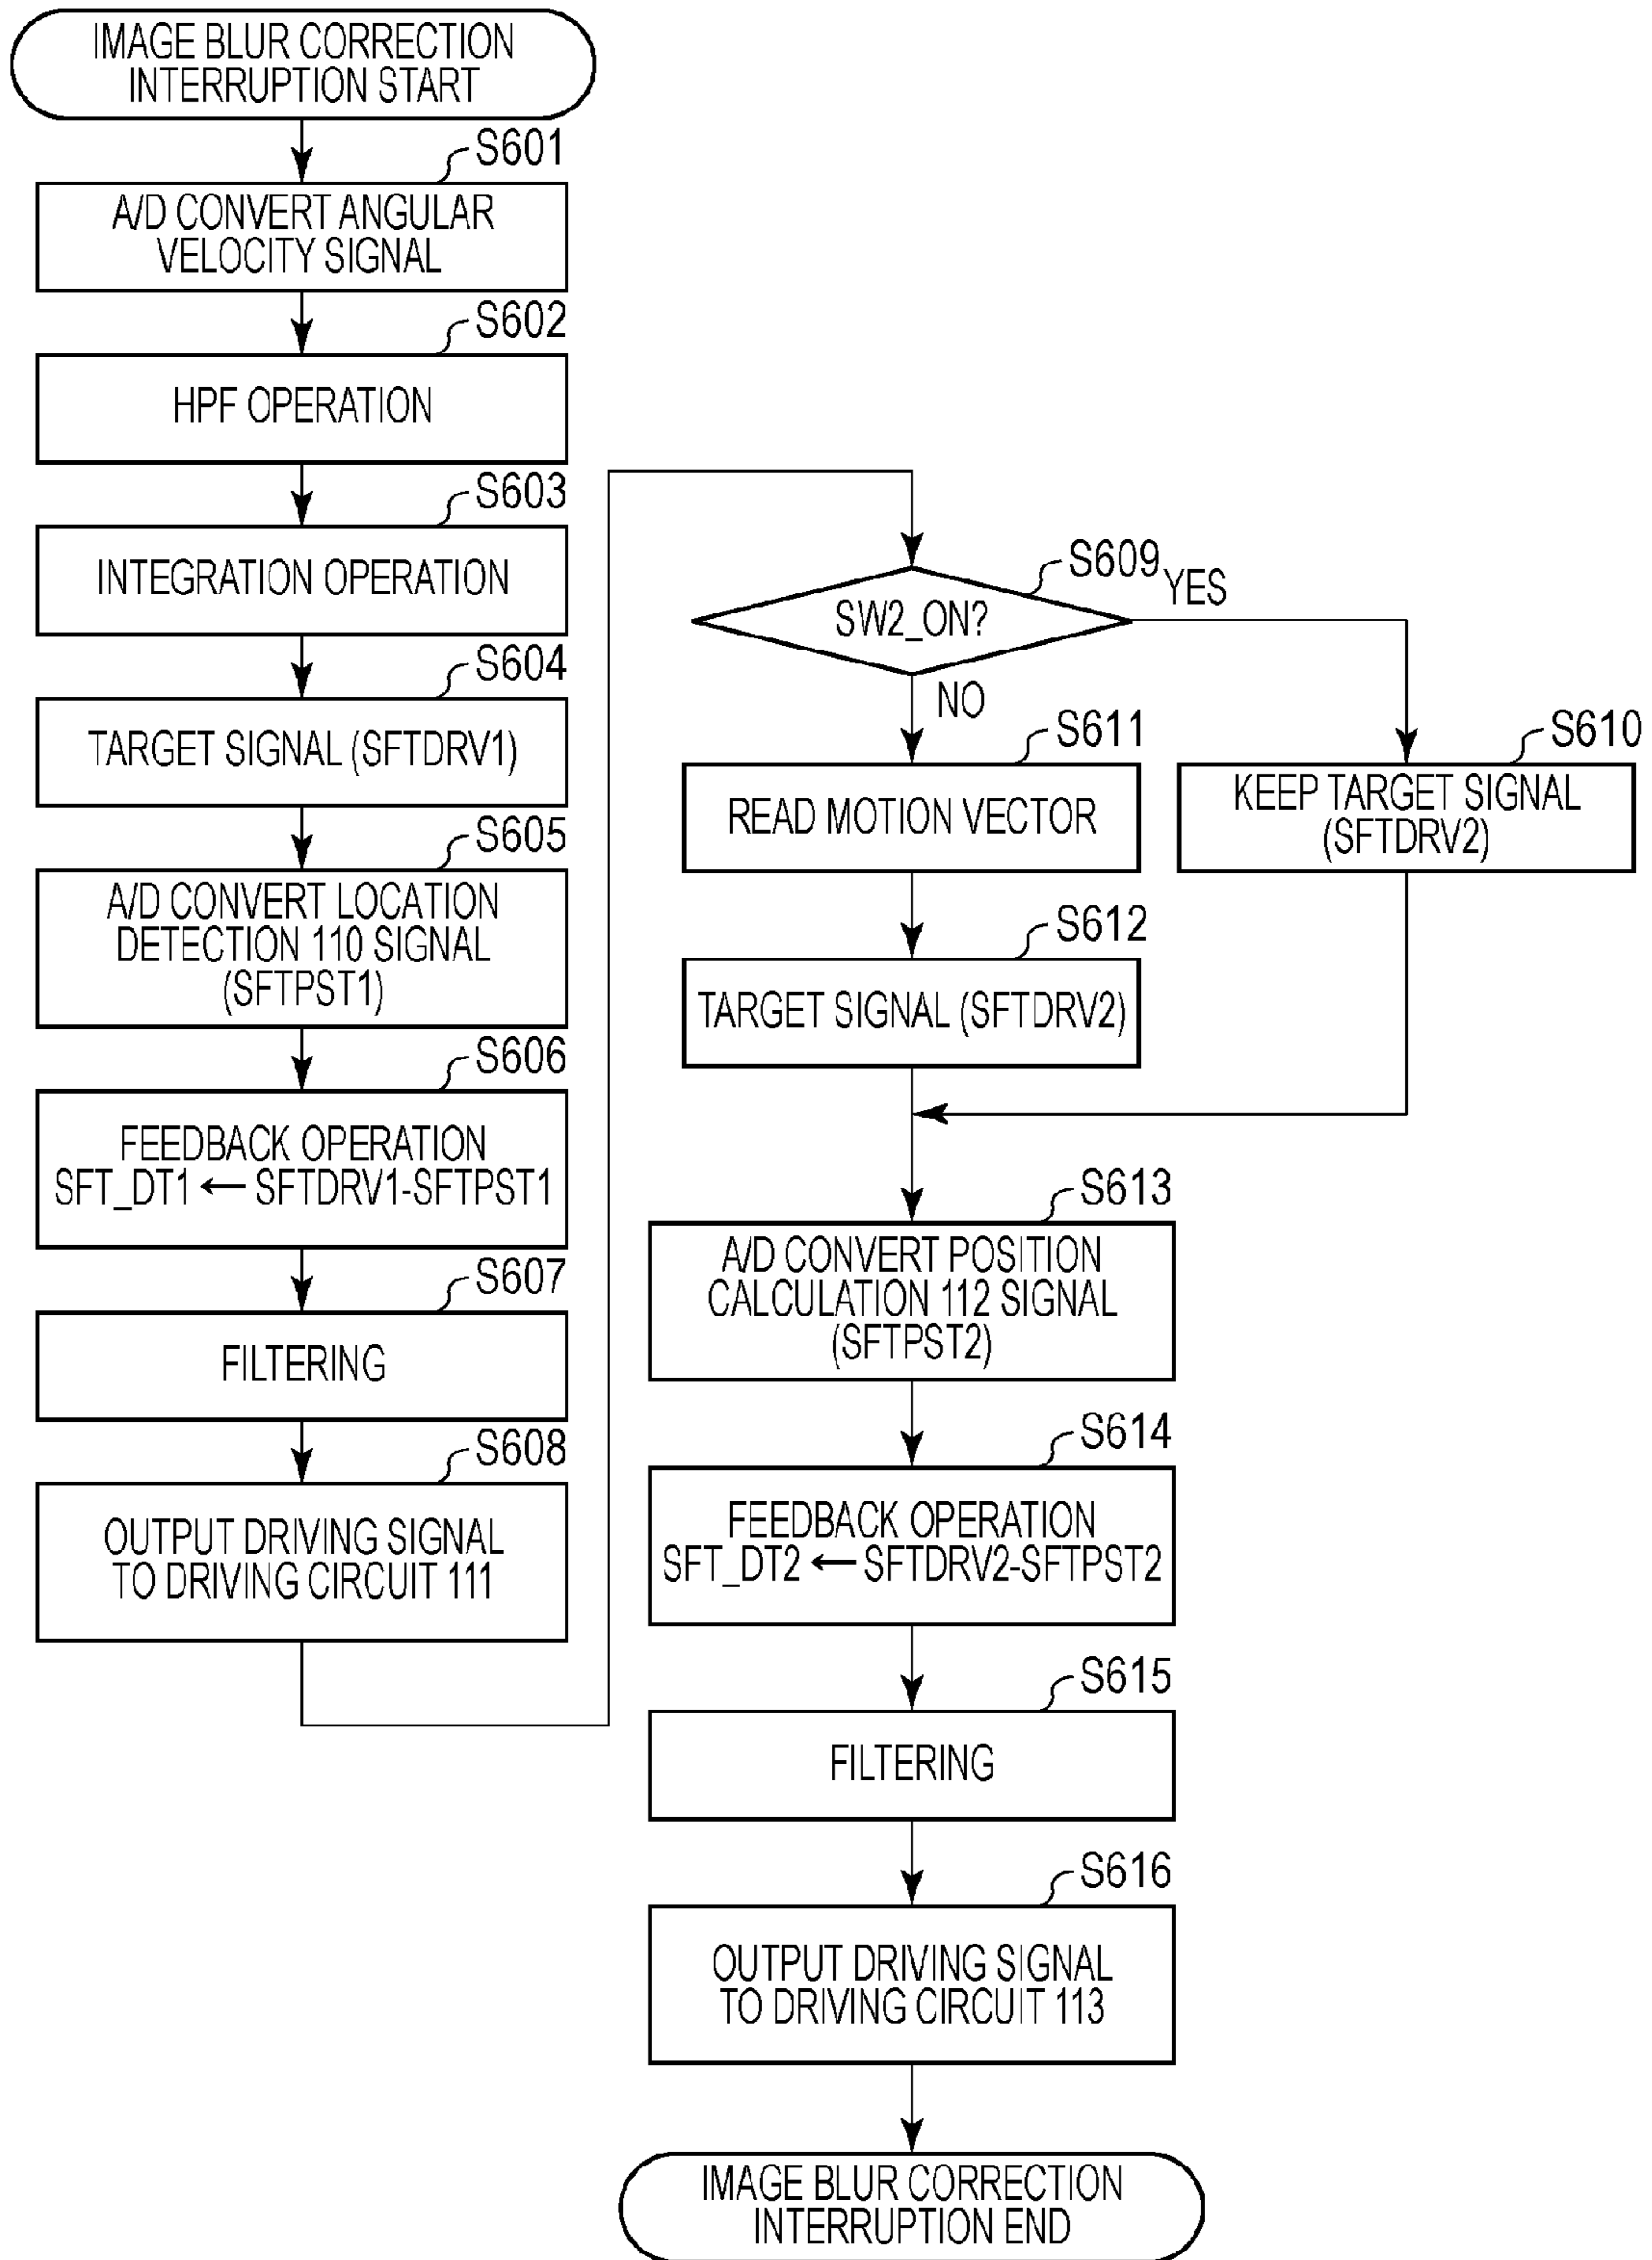 IMAGE BLUR CORRECTION
INTERRUPTION START
S601
A/D CONVERT ANGULAR
VELOCITY SIGNAL
S602
HPF OPERATION
S603
INTEGRATION OPERATION
S604
TARGET SIGNAL (SFTDRV1)
S605
A/D CONVERT LOCATION
DETECTION 110 SIGNAL
(SFTPST1)
S606
FEEDBACK OPERATION
SFT_DT1 ← SFTDRV1-SFTPST1
S607
FILTERING
S608
OUTPUT DRIVING SIGNAL
TO DRIVING CIRCUIT 111
S609
YES
SW2_ON?
NO
S611
READ MOTION VECTOR
S610
KEEP TARGET SIGNAL
(SFTDRV2)
S612
TARGET SIGNAL (SFTDRV2)
S613
A/D CONVERT POSITION
CALCULATION 112 SIGNAL
(SFTPST2)
S614
FEEDBACK OPERATION
SFT_DT2 ← SFTDRV2-SFTPST2
S615
FILTERING
S616
OUTPUT DRIVING SIGNAL
TO DRIVING CIRCUIT 113
IMAGE BLUR CORRECTION
INTERRUPTION END